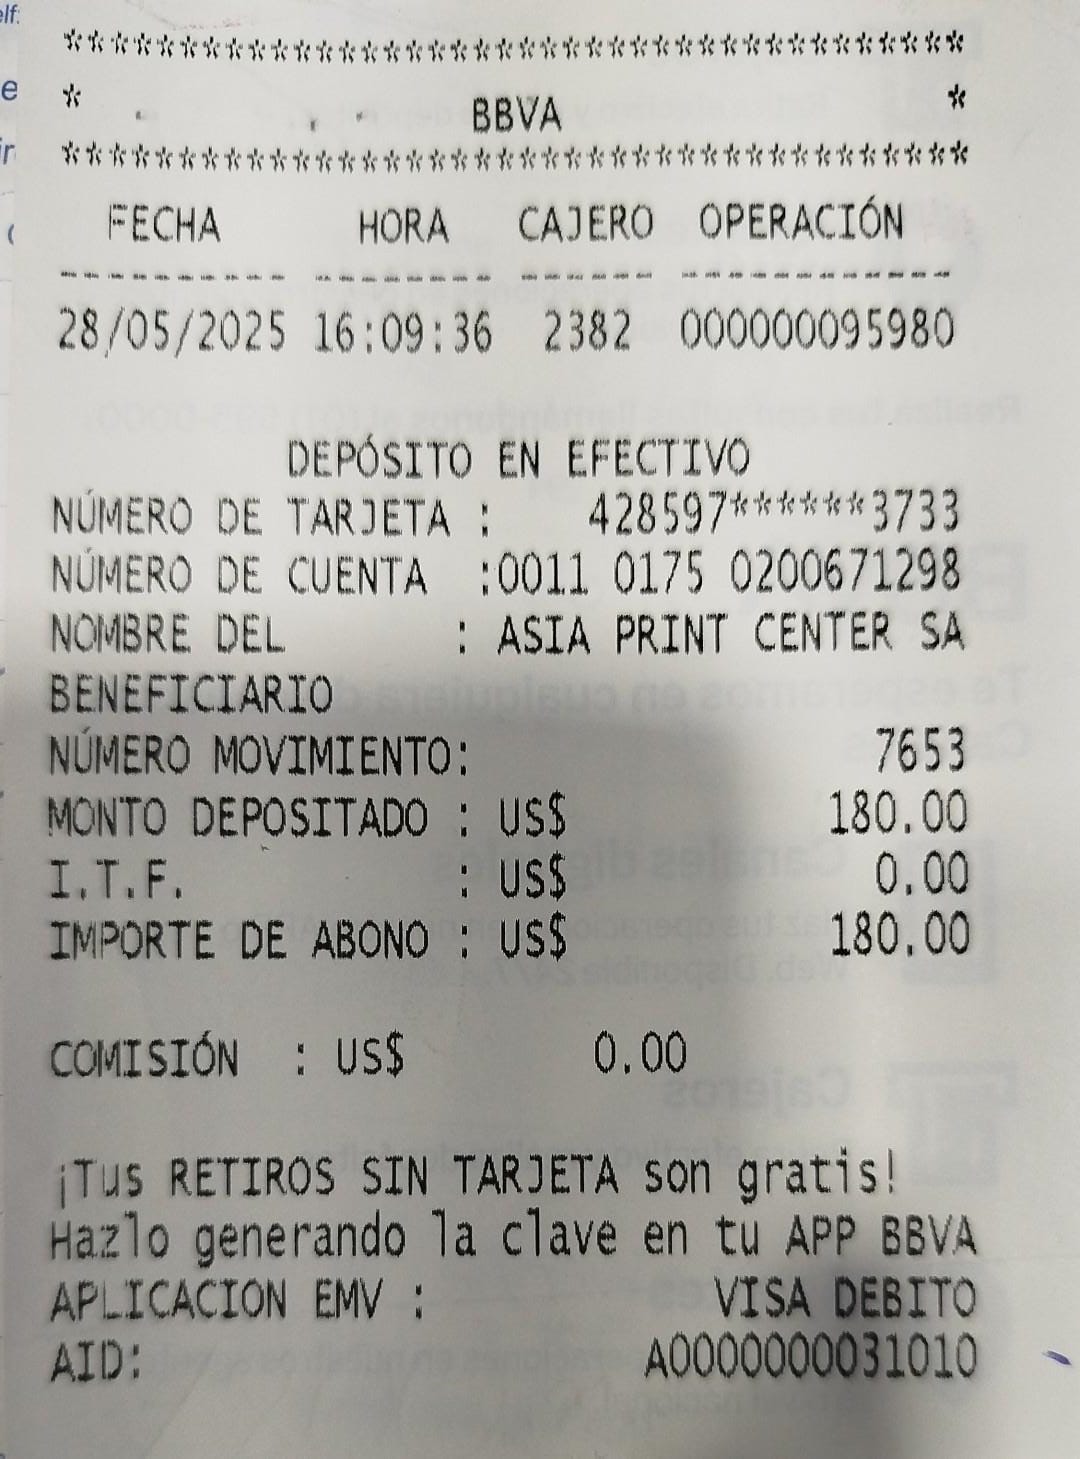 ***************************************
* BBVA *
***************************************
FECHA HORA CAJERO OPERACIÓN
---------- -------- ------ ------------
28/05/2025 16:09:36 2382 000000095980
DEPÓSITO EN EFECTIVO
NÚMERO DE TARJETA : 428597******3733
NÚMERO DE CUENTA :0011 0175 0200671298
NOMBRE DEL : ASIA PRINT CENTER SA
BENEFICIARIO
NÚMERO MOVIMIENTO: 7653
MONTO DEPOSITADO : US$ 180.00
I.T.F. : US$ 0.00
IMPORTE DE ABONO : US$ 180.00
COMISIÓN : US$ 0.00
¡Tus RETIROS SIN TARJETA son gratis!
Hazlo generando la clave en tu APP BBVA
APLICACION EMV : VISA DEBITO
AID: A0000000031010